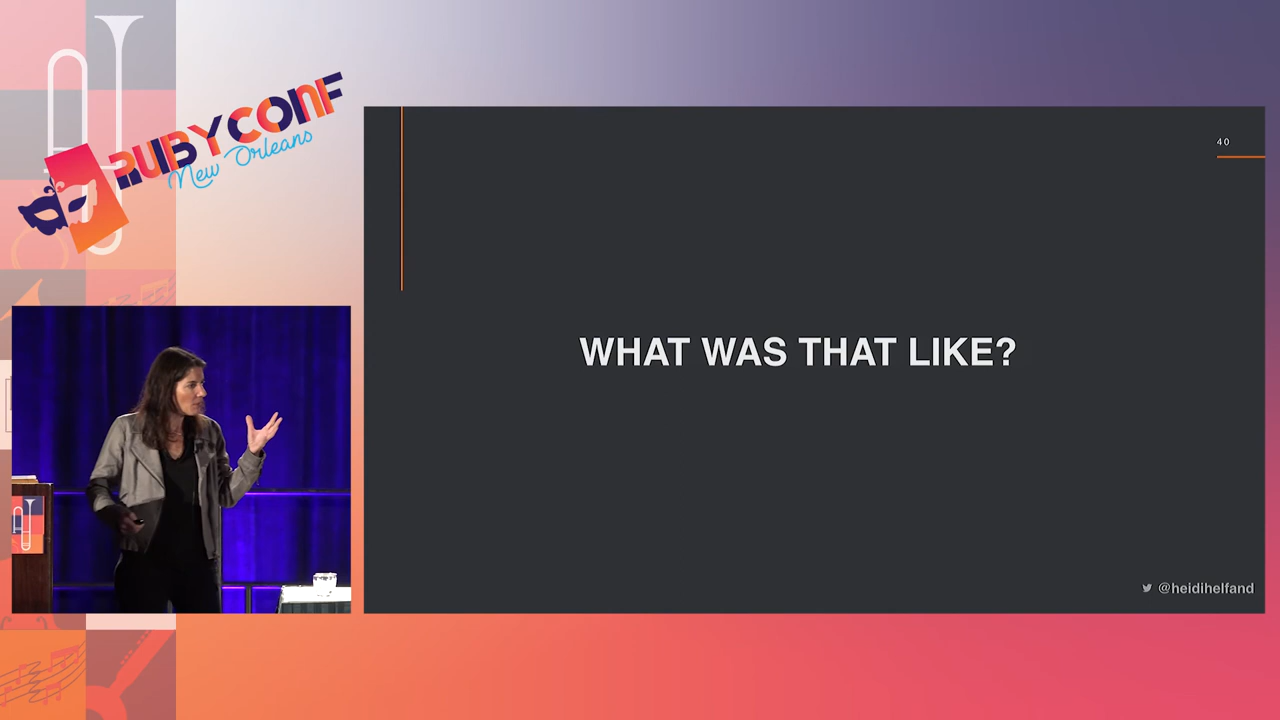 RUBYCONF
New Orleans
40
WHAT WAS THAT LIKE?
@heidihelfand